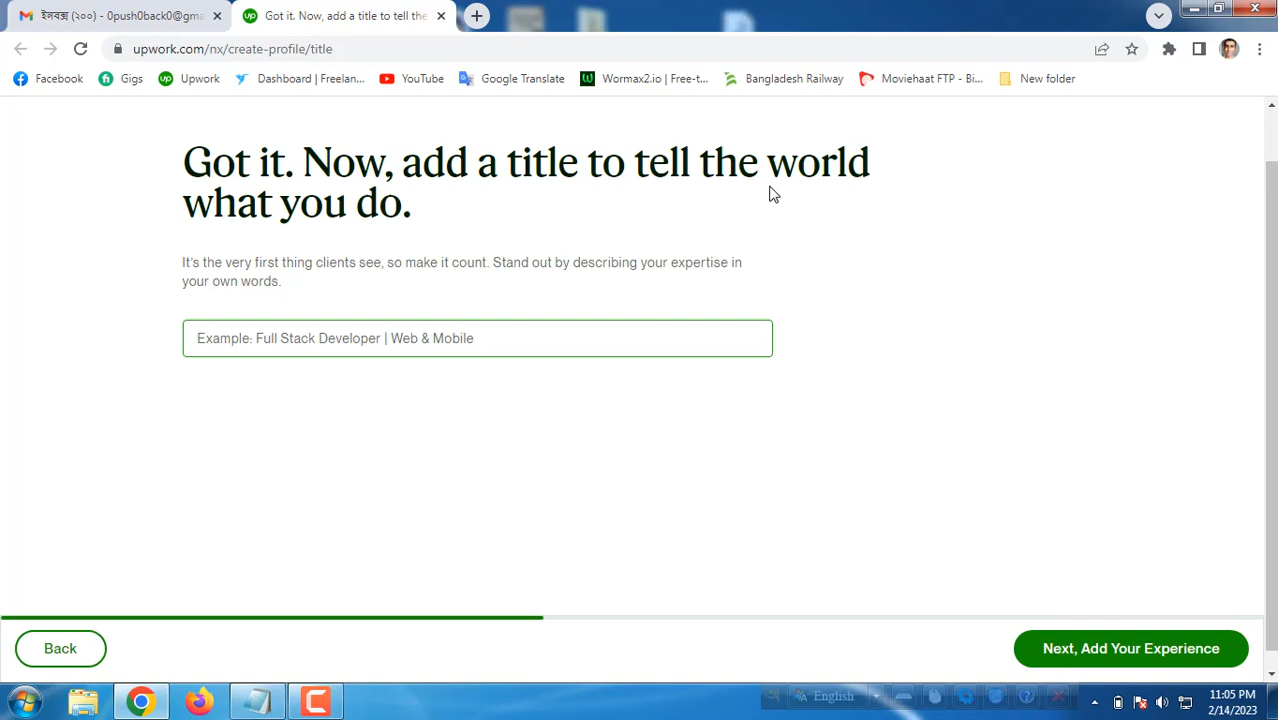 ইনবক্স (২০০) - 0push0back0@gma
Got it. Now, add a title to tell the
upwork.com/nx/create-profile/title
Facebook
Gigs
Upwork
Dashboard | Freelan...
YouTube
Google Translate
Wormax2.io | Free-t...
Bangladesh Railway
Moviehaat FTP - Bi...
New folder
Got it. Now, add a title to tell the world
what you do.
It's the very first thing clients see, so make it count. Stand out by describing your expertise in
your own words.
Example: Full Stack Developer | Web & Mobile
Back
Next, Add Your Experience
English
11:05 PM
2/14/2023